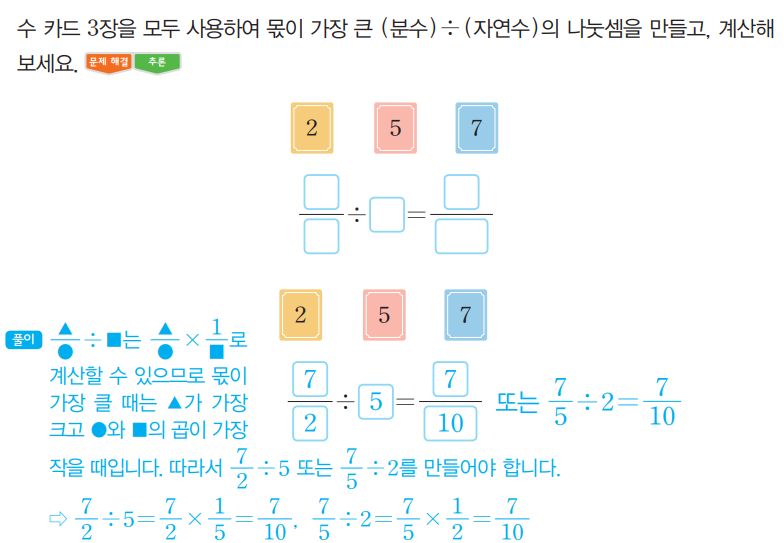 수 카드 3장을 모두 사용하여 몫이 가장 큰 (분수)÷(자연수)의 나눗셈을 만들고, 계산해
보세요. 문제 해결 추론
2 5 7
□/□÷□=□/□
2 5 7
풀이 ▲/●÷■는 ▲/●×1/■로
계산할 수 있으므로 몫이
가장 클 때는 ▲가 가장
크고 ●와 ■의 곱이 가장
7/2÷5=7/10 또는 7/5÷2=7/10
작을 때입니다. 따라서 7/2÷5 또는 7/5÷2를 만들어야 합니다.
⇨ 7/2÷5=7/2×1/5=7/10, 7/5÷2=7/5×1/2=7/10